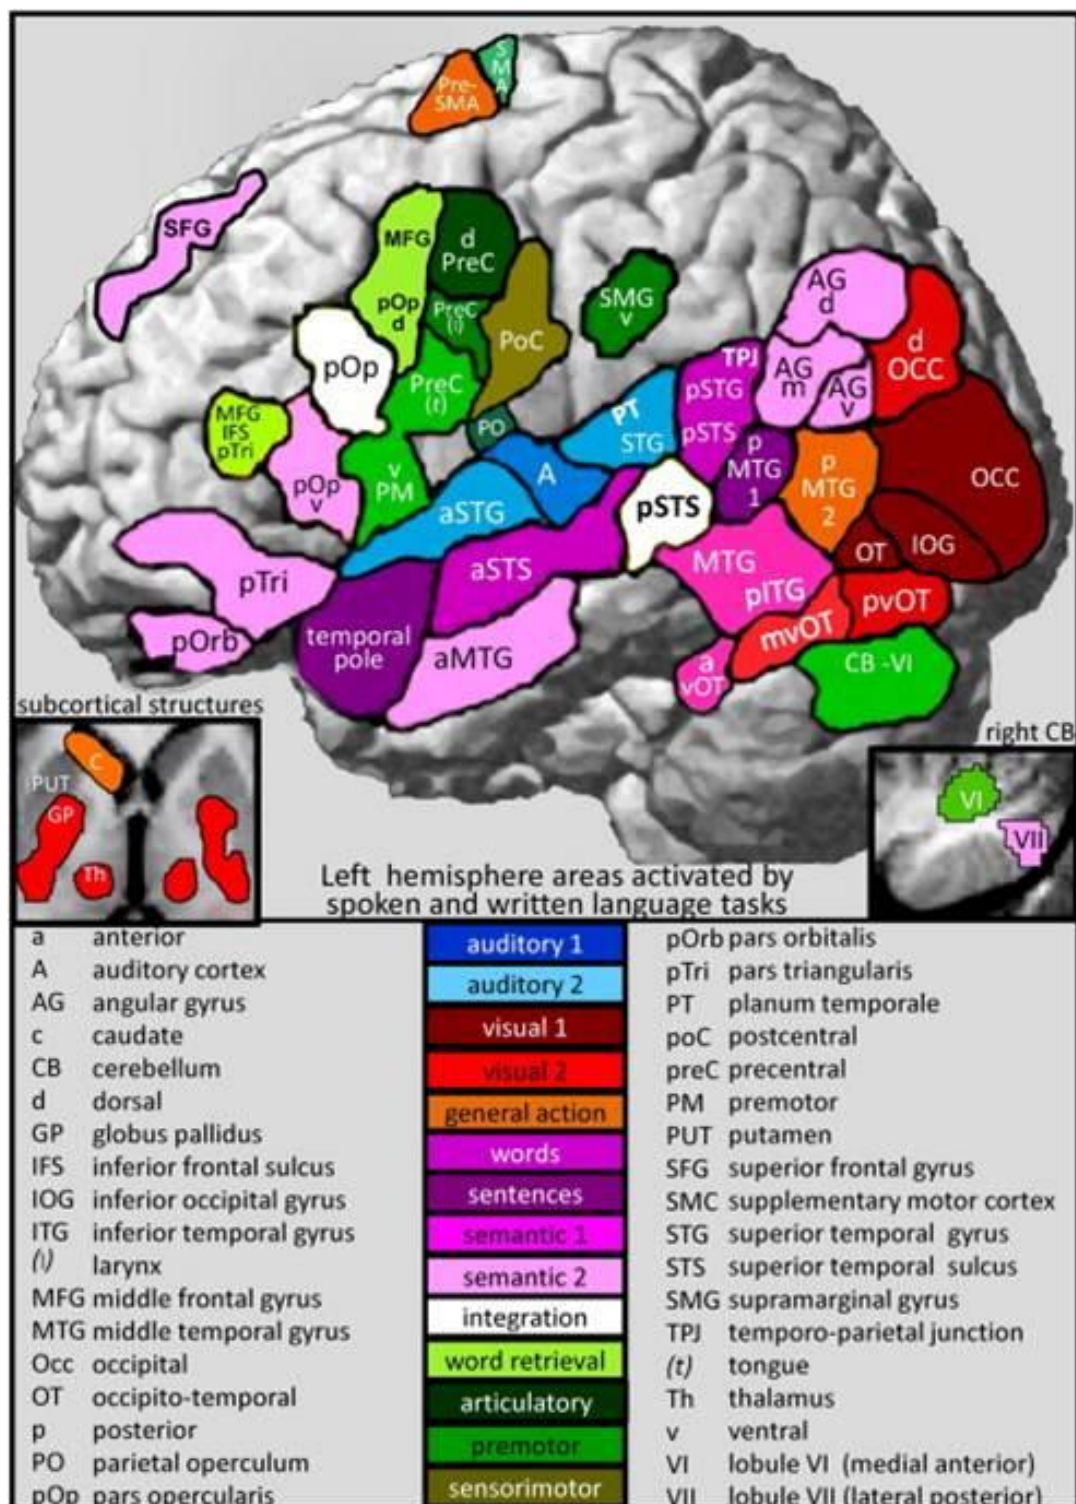 S
M
A
Pre-
SMA
SFG
MFG
d
PreC
pOp
d
PreC
(l)
PoC
SMG
v
AG
d
d
OCC
pOp
PreC
(t)
TPJ
pSTG
AG
m
AG
v
MFG
IFS
pTri
PO
PT
STG
pSTS
p
MTG
1
p
MTG
2
OCC
pOp
v
v
PM
A
aSTG
pSTS
aSTS
OT
IOG
MTG
pITG
pTri
pvOT
mvOT
pOrb
temporal
pole
aMTG
a
vOT
CB -VI
subcortical structures
right CB
C
PUT
GP
Th
VI
VII
Left hemisphere areas activated by
spoken and written language tasks
a anterior
A auditory cortex
AG angular gyrus
c caudate
CB cerebellum
d dorsal
GP globus pallidus
IFS inferior frontal sulcus
IOG inferior occipital gyrus
ITG inferior temporal gyrus
(l) larynx
MFG middle frontal gyrus
MTG middle temporal gyrus
Occ occipital
OT occipito-temporal
p posterior
PO parietal operculum
pOp pars opercularis
auditory 1
auditory 2
visual 1
visual 2
general action
words
sentences
semantic 1
semantic 2
integration
word retrieval
articulatory
premotor
sensorimotor
pOrb pars orbitalis
pTri pars triangularis
PT planum temporale
poC postcentral
preC precentral
PM premotor
PUT putamen
SFG superior frontal gyrus
SMC supplementary motor cortex
STG superior temporal gyrus
STS superior temporal sulcus
SMG supramarginal gyrus
TPJ temporo-parietal junction
(t) tongue
Th thalamus
v ventral
VI lobule VI (medial anterior)
VII lobule VII (lateral posterior)